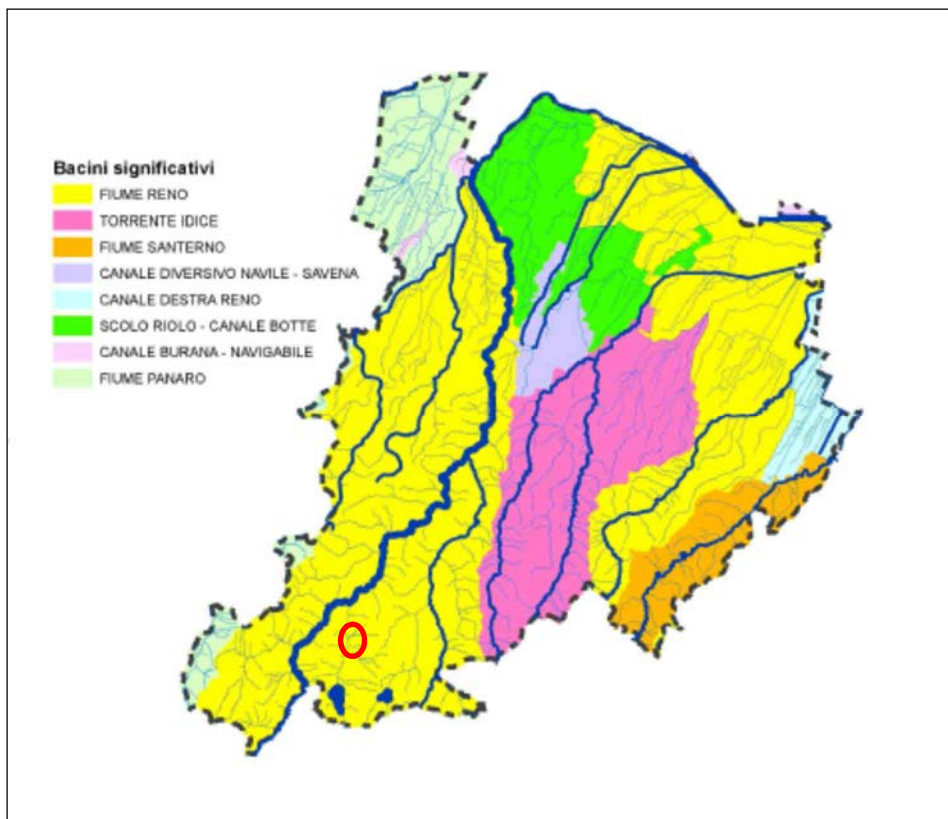 Bacini significativi
FIUME RENO
TORRENTE IDICE
FIUME SANTERNO
CANALE DIVERSIVO NAVILE - SAVENA
CANALE DESTRA RENO
SCOLO RIOLO - CANALE BOTTE
CANALE BURANA - NAVIGABILE
FIUME PANARO